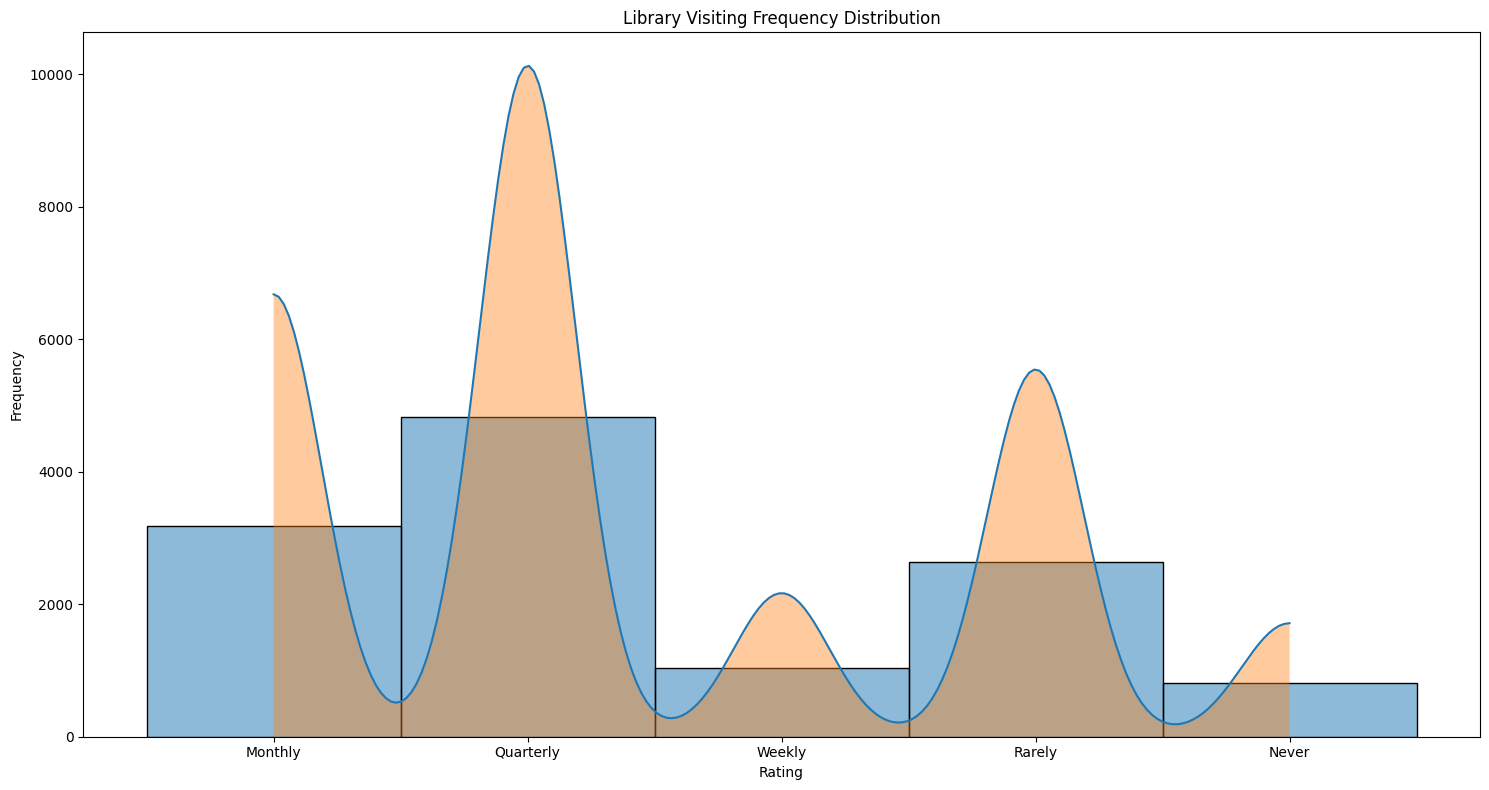 Library Visiting Frequency Distribution
10000
8000
6000
4000
2000
0
Frequency
Monthly Quarterly Weekly Rarely Never
Rating